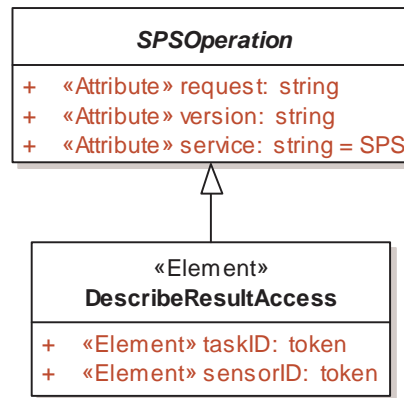 SPSOperation
+ «Attribute» request: string
+ «Attribute» version: string
+ «Attribute» service: string = SPS
«Element»
DescribeResultAccess
+ «Element» taskID: token
+ «Element» sensorID: token